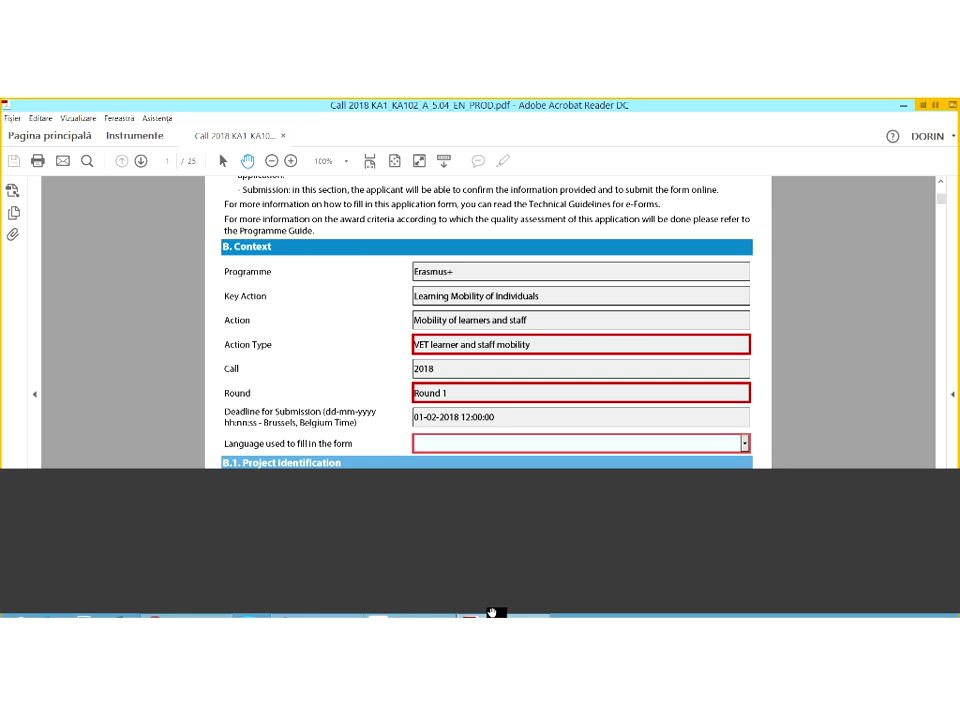 Call 2018 KA1_KA102_A_5.04_EN_PROD.pdf - Adobe Acrobat Reader DC
Fișier Editare Vizualizare Fereastră Asistență
Pagina principală Instrumente Call 2018 KA1_KA10... × DORIN
1 / 25 100%
application.
- Submission: in this section, the applicant will be able to confirm the information provided and to submit the form online.
For more information on how to fill in this application form, you can read the Technical Guidelines for e-Forms.
For more information on the award criteria according to which the quality assessment of this application will be done please refer to
the Programme Guide.
B. Context
Programme Erasmus+
Key Action Learning Mobility of Individuals
Action Mobility of learners and staff
Action Type VET learner and staff mobility
Call 2018
Round Round 1
Deadline for Submission (dd-mm-yyyy
hh:nn:ss - Brussels, Belgium Time) 01-02-2018 12:00:00
Language used to fill in the form
B.1. Project Identification